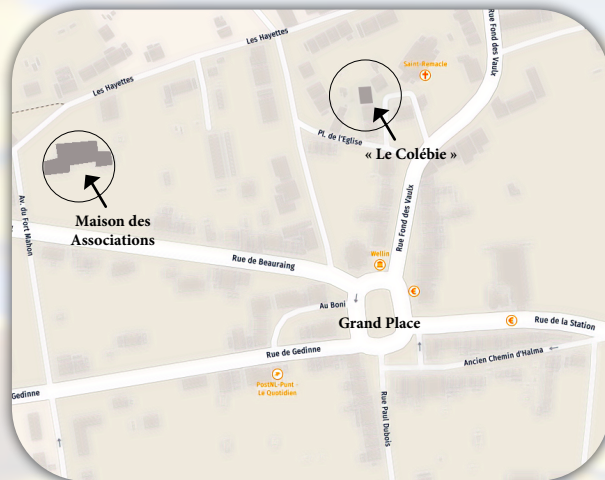 Rue Fond des Vaulx
Les Hayettes
Les Hayettes
Saint-Remacle
Pl. de l'Eglise
« Le Colébie »
Av. du Fort Mahon
Maison des
Associations
Rue Fond des Vaulx
Wellin
Rue de Beauraing
€
Au Boni
Grand Place
€
Rue de la Station
Rue de Gedinne
Ancien Chemin d'Halma
PostNL-Punt -
Le Quotidien
Gedinne
Rue Paul Dubois